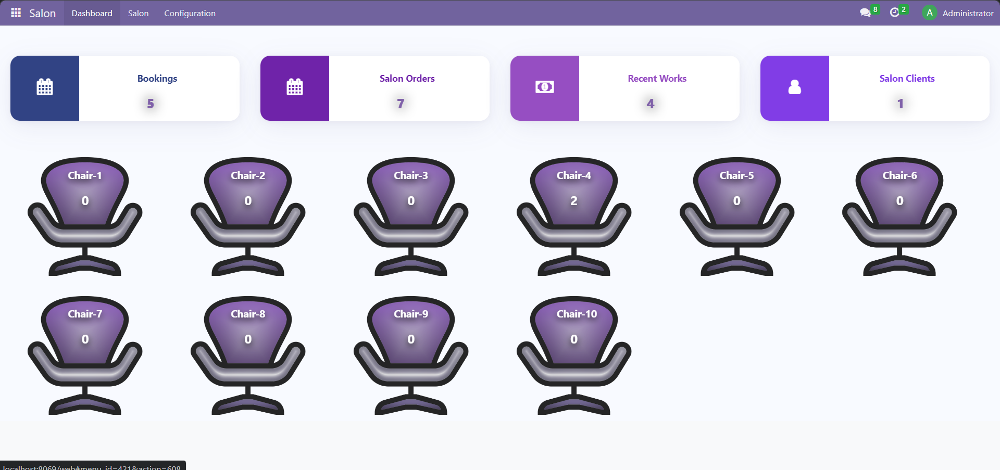 Salon Dashboard Salon Configuration 8 2 A Administrator
Bookings
5
Salon Orders
7
1
Recent Works
4
Salon Clients
1
Chair-1
0
Chair-2
0
Chair-3
0
Chair-4
2
Chair-5
0
Chair-6
0
Chair-7
0
Chair-8
0
Chair-9
0
Chair-10
0
localhost:8069/web#menu_id=421&action=608